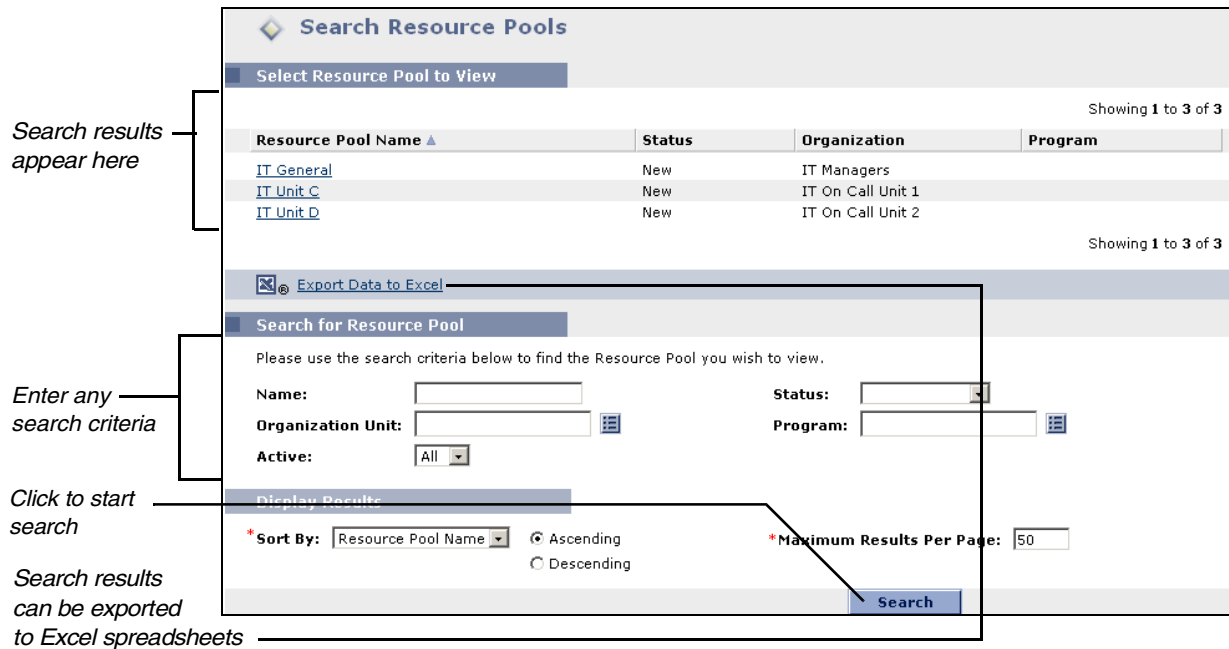 Search Resource Pools
Select Resource Pool to View
Showing 1 to 3 of 3
Search results
appear here
Resource Pool Name Status Organization Program
IT General New IT Managers
IT Unit C New IT On Call Unit 1
IT Unit D New IT On Call Unit 2
Showing 1 to 3 of 3
® Export Data to Excel
Search for Resource Pool
Please use the search criteria below to find the Resource Pool you wish to view.
Enter any
search criteria
Name: Status:
Organization Unit: Program:
Active: All
Click to start
search
Display Results
*Sort By: Resource Pool Name Ascending *Maximum Results Per Page: 50
Descending
Search results
can be exported
to Excel spreadsheets
Search